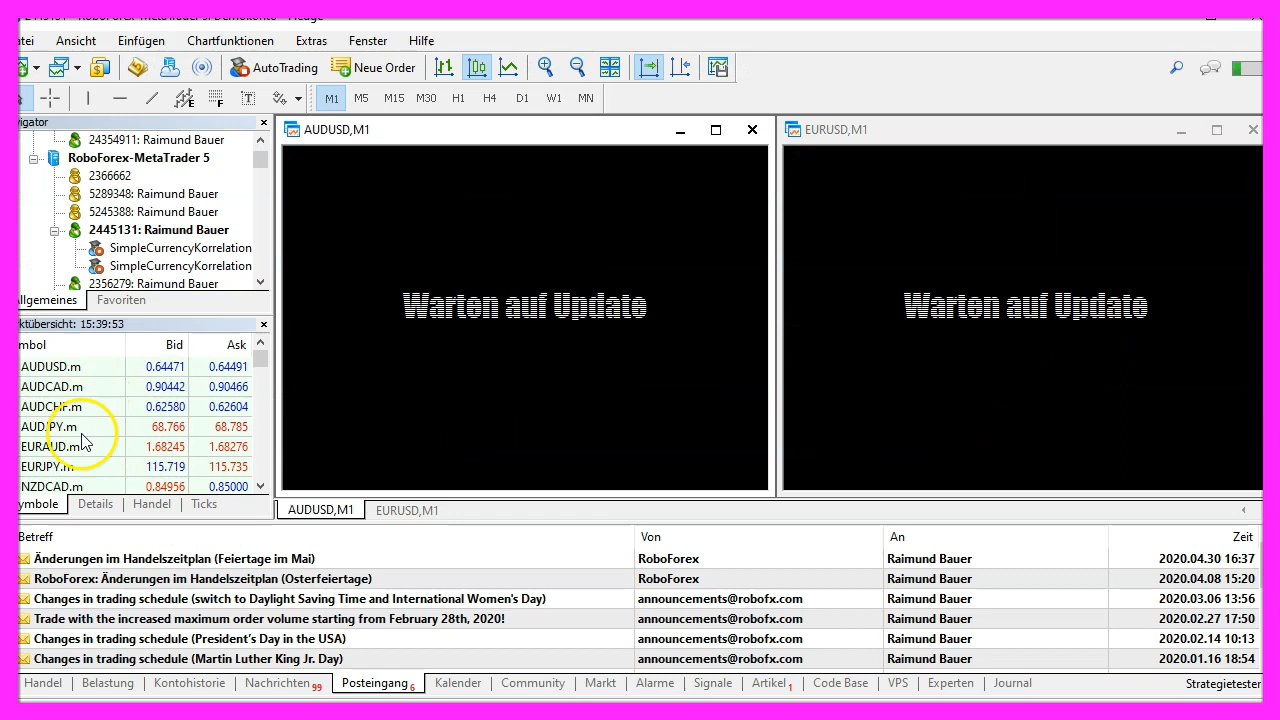 Ansicht Einfügen Chartfunktionen Extras Fenster Hilfe
AutoTrading Neue Order
M1 M5 M15 M30 H1 H4 D1 W1 MN
24354911: Raimund Bauer
RoboForex-MetaTrader 5
2366662
5289348: Raimund Bauer
5245388: Raimund Bauer
2445131: Raimund Bauer
SimpleCurrencyKorrelation
SimpleCurrencyKorrelation
2356279: Raimund Bauer
Allgemeines Favoriten
AUDUSD,M1
EURUSD,M1
Warten auf Update
Warten auf Update
rktübersicht: 15:39:53
mbol Bid Ask
AUDUSD.m 0.64471 0.64491
AUDCAD.m 0.90442 0.90466
AUDCHF.m 0.62580 0.62604
AUDJPY.m 68.766 68.785
EURAUD.m 1.68245 1.68276
EURJPY.m 115.719 115.735
NZDCAD.m 0.84956 0.85000
ymbole Details Handel Ticks
AUDUSD,M1 EURUSD,M1
Betreff Von An Zeit
Änderungen im Handelszeitplan (Feiertage im Mai) RoboForex Raimund Bauer 2020.04.30 16:37
RoboForex: Änderungen im Handelszeitplan (Osterfeiertage) RoboForex Raimund Bauer 2020.04.08 15:20
Changes in trading schedule (switch to Daylight Saving Time and International Women's Day) announcements@robofx.com Raimund Bauer 2020.03.06 13:56
Trade with the increased maximum order volume starting from February 28th, 2020! announcements@robofx.com Raimund Bauer 2020.02.27 17:50
Changes in trading schedule (President's Day in the USA) announcements@robofx.com Raimund Bauer 2020.02.14 10:13
Changes in trading schedule (Martin Luther King Jr. Day) announcements@robofx.com Raimund Bauer 2020.01.16 18:54
Handel Belastung Kontohistorie Nachrichten 99 Posteingang 6 Kalender Community Markt Alarme Signale Artikel 1 Code Base VPS Experten Journal Strategietester